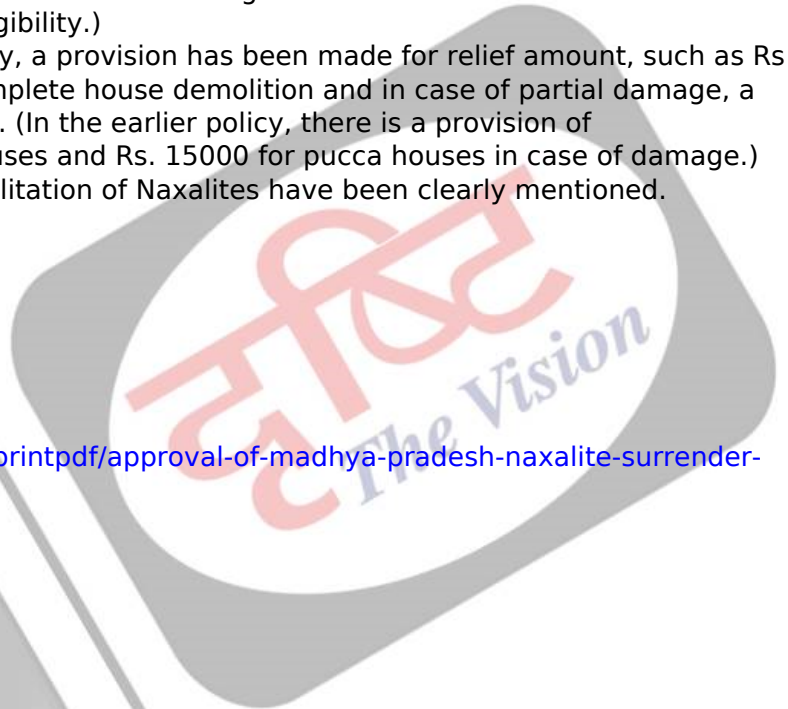 gibility.)
y, a provision has been made for relief amount, such as Rs
nplete house demolition and in case of partial damage, a
. (In the earlier policy, there is a provision of
uses and Rs. 15000 for pucca houses in case of damage.)
litation of Naxalites have been clearly mentioned.
दृष्टि
The Vision
printpdf/approval-of-madhya-pradesh-naxalite-surrender-